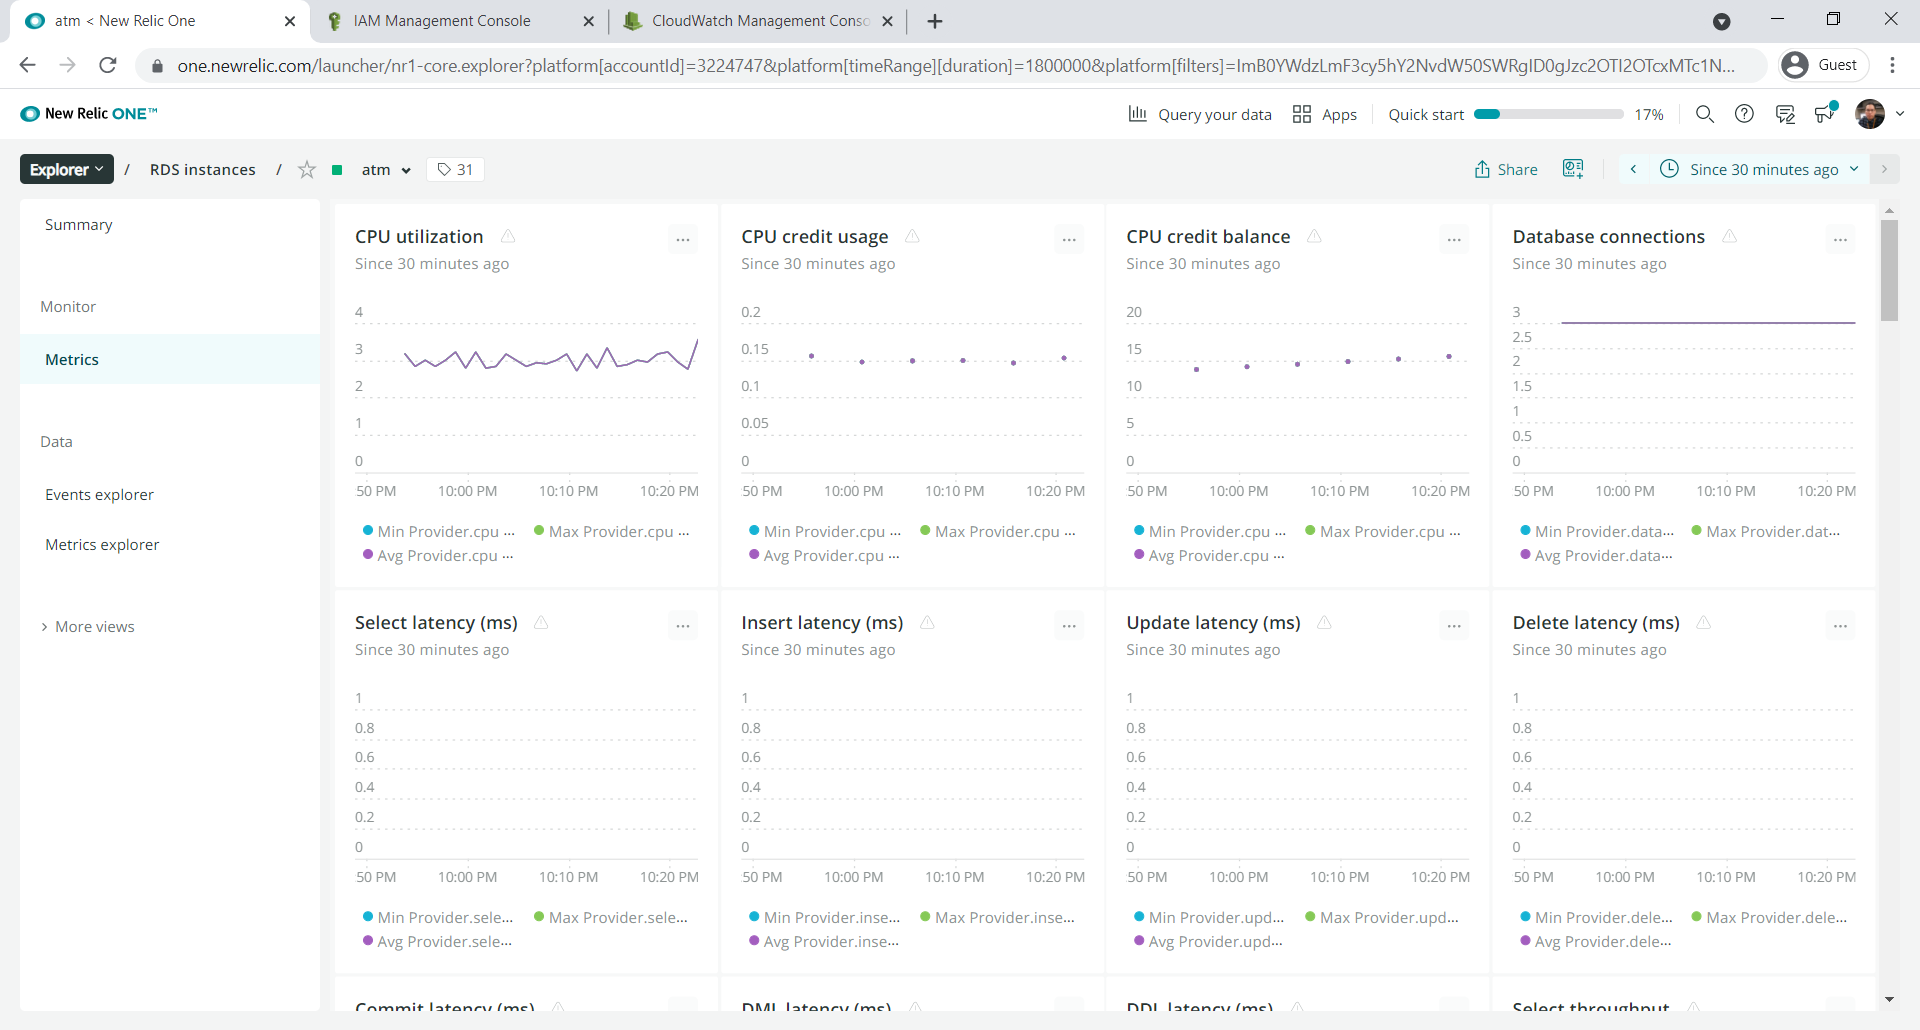 atm < New Relic One
IAM Management Console
CloudWatch Management Conso
one.newrelic.com/launcher/nr1-core.explorer?platform[accountId]=3224747&platform[timeRange][duration]=1800000&platform[filters]=ImB0YWdzLmF3cy5hY2NvdW50SWRgID0gJzc2OTI2OTcxMTc1N...
Guest
New Relic ONE™
Query your data
Apps
Quick start
17%
Explorer
/
RDS instances
/
atm
31
Share
Since 30 minutes ago
Summary
Monitor
Metrics
Data
Events explorer
Metrics explorer
More views
CPU utilization
Since 30 minutes ago
4
3
2
1
0
50 PM 10:00 PM 10:10 PM 10:20 PM
Min Provider.cpu ... Max Provider.cpu ...
Avg Provider.cpu ...
CPU credit usage
Since 30 minutes ago
0.2
0.15
0.1
0.05
0
50 PM 10:00 PM 10:10 PM 10:20 PM
Min Provider.cpu ... Max Provider.cpu ...
Avg Provider.cpu ...
CPU credit balance
Since 30 minutes ago
20
15
10
5
0
50 PM 10:00 PM 10:10 PM 10:20 PM
Min Provider.cpu ... Max Provider.cpu ...
Avg Provider.cpu ...
Database connections
Since 30 minutes ago
3
2.5
2
1.5
1
0.5
0
50 PM 10:00 PM 10:10 PM 10:20 PM
Min Provider.data... Max Provider.dat...
Avg Provider.data...
Select latency (ms)
Since 30 minutes ago
1
0.8
0.6
0.4
0.2
0
50 PM 10:00 PM 10:10 PM 10:20 PM
Min Provider.sele... Max Provider.sele...
Avg Provider.sele...
Insert latency (ms)
Since 30 minutes ago
1
0.8
0.6
0.4
0.2
0
50 PM 10:00 PM 10:10 PM 10:20 PM
Min Provider.inse... Max Provider.inse...
Avg Provider.inse...
Update latency (ms)
Since 30 minutes ago
1
0.8
0.6
0.4
0.2
0
50 PM 10:00 PM 10:10 PM 10:20 PM
Min Provider.upd... Max Provider.upd...
Avg Provider.upd...
Delete latency (ms)
Since 30 minutes ago
1
0.8
0.6
0.4
0.2
0
50 PM 10:00 PM 10:10 PM 10:20 PM
Min Provider.dele... Max Provider.dele...
Avg Provider.dele...
Commit latency (ms)
DML latency (ms)
DDL latency (ms)
Select throughput